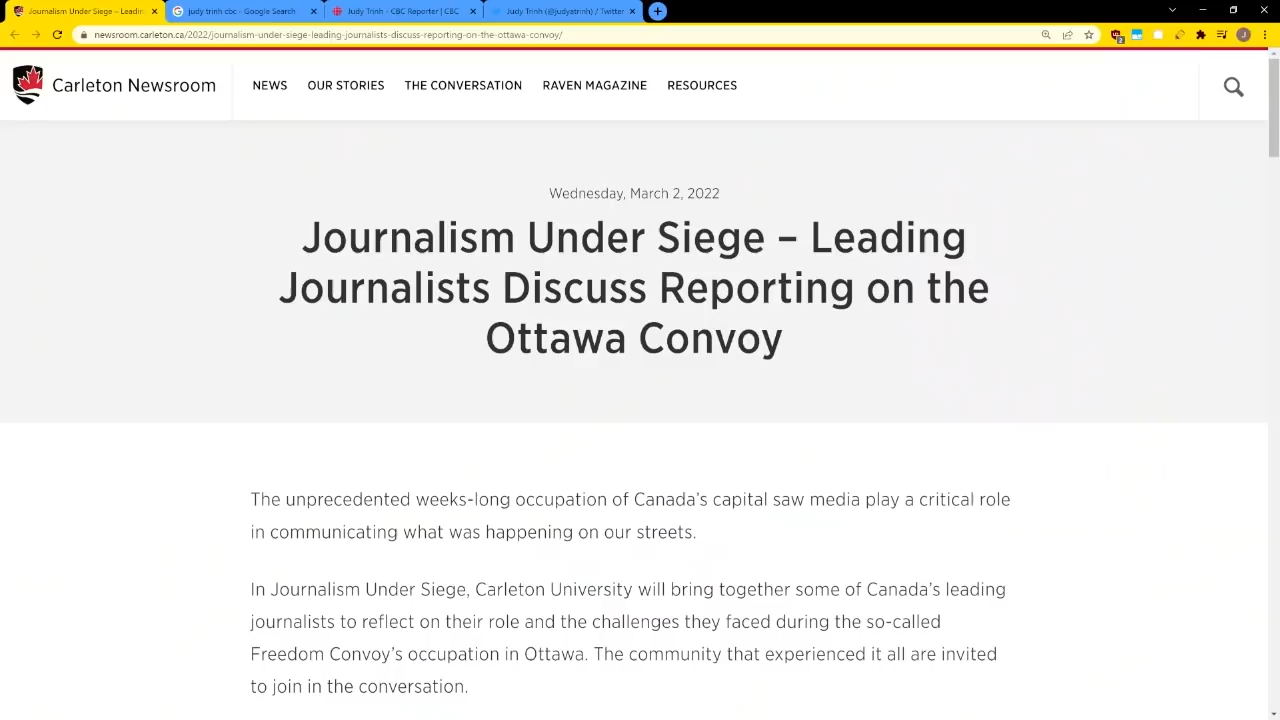 Journalism Under Siege – Leadin
judy trinh cbc - Google Search
Judy Trinh - CBC Reporter | CBC
Judy Trinh (@judyatrinh) / Twitter
newsroom.carleton.ca/2022/journalism-under-siege-leading-journalists-discuss-reporting-on-the-ottawa-convoy/
J
Carleton Newsroom
NEWS
OUR STORIES
THE CONVERSATION
RAVEN MAGAZINE
RESOURCES
Wednesday, March 2, 2022
Journalism Under Siege – Leading
Journalists Discuss Reporting on the
Ottawa Convoy
The unprecedented weeks-long occupation of Canada’s capital saw media play a critical role
in communicating what was happening on our streets.
In Journalism Under Siege, Carleton University will bring together some of Canada’s leading
journalists to reflect on their role and the challenges they faced during the so-called
Freedom Convoy’s occupation in Ottawa. The community that experienced it all are invited
to join in the conversation.